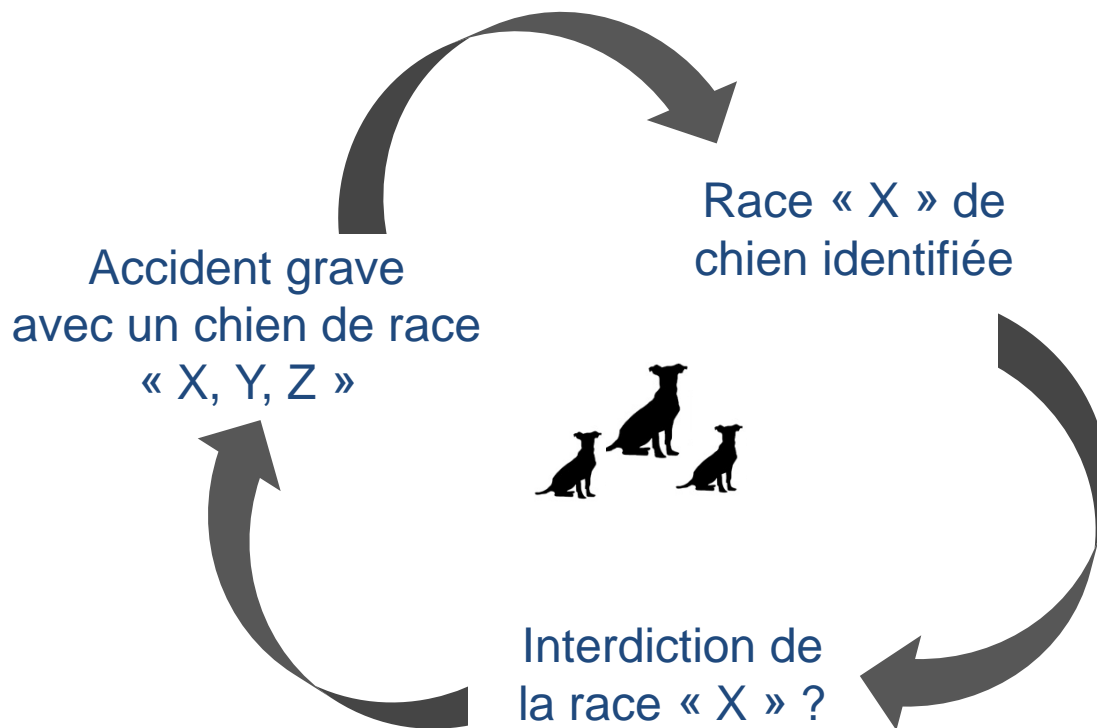 Accident grave
avec un chien de race
« X, Y, Z »
Race « X » de
chien identifiée
Interdiction de
la race « X » ?